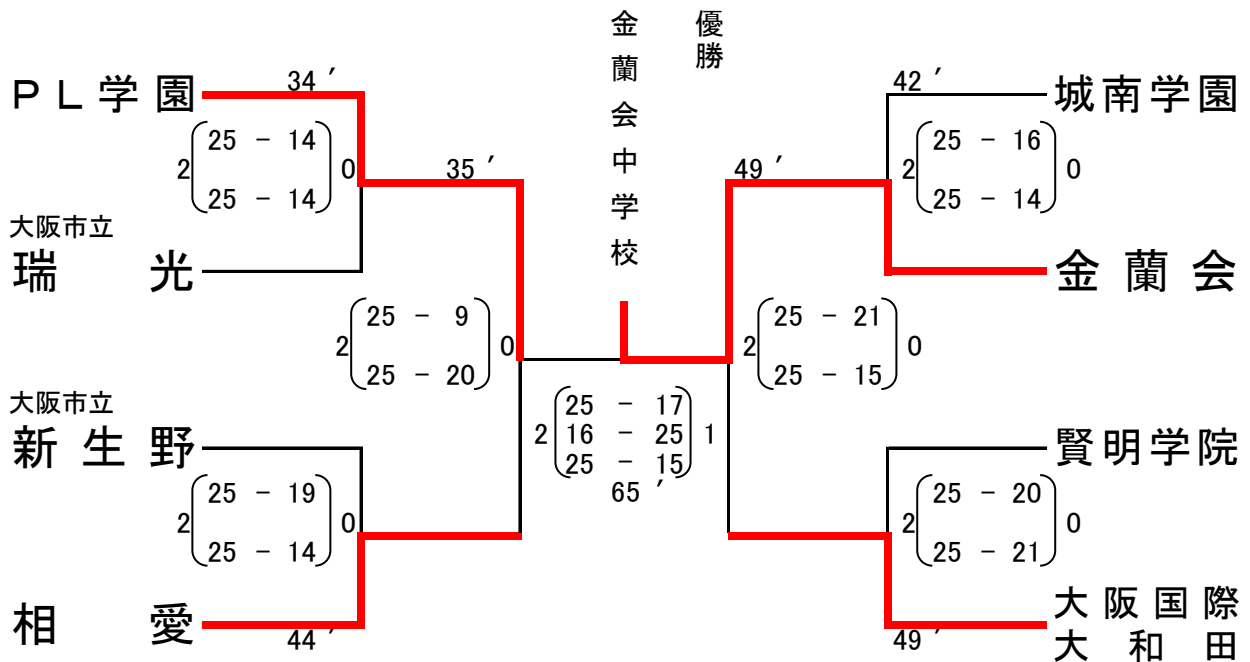 優勝
金蘭会中学校
ＰＬ学園
34 ′
2 25 － 14 0
25 － 14
大阪市立
瑞光
35 ′
2 25 － 9 0
25 － 20
大阪市立
新生野
2 25 － 19 0
25 － 14
相愛
44 ′
2 25 － 17 1
16 － 25
25 － 15
65 ′
42 ′
城南学園
2 25 － 16 0
25 － 14
49 ′
金蘭会
2 25 － 21 0
25 － 15
賢明学院
2 25 － 20 0
25 － 21
49 ′
大阪国際
大和田